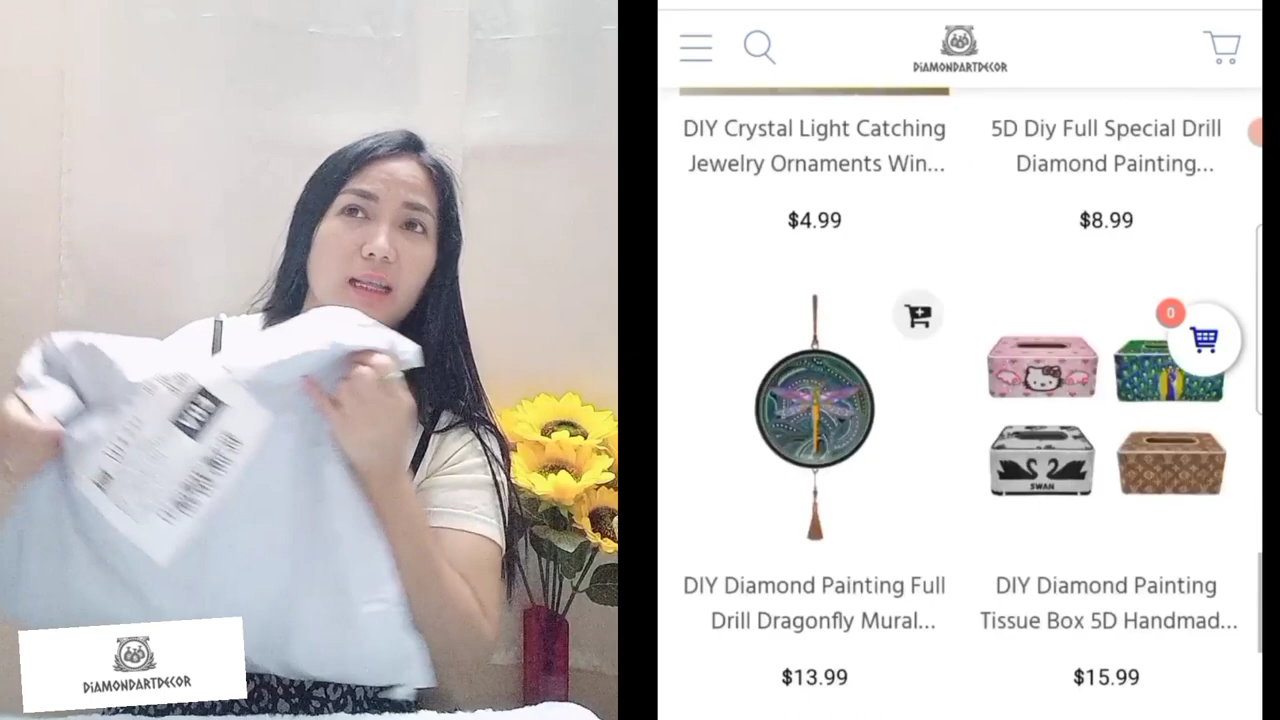 DiAMONDARTDECOR
DiAMONDARTDECOR
DIY Crystal Light Catching
Jewelry Ornaments Win...
$4.99
5D Diy Full Special Drill
Diamond Painting...
$8.99
0
SWAN
DIY Diamond Painting Full
Drill Dragonfly Mural...
$13.99
DIY Diamond Painting
Tissue Box 5D Handmad...
$15.99